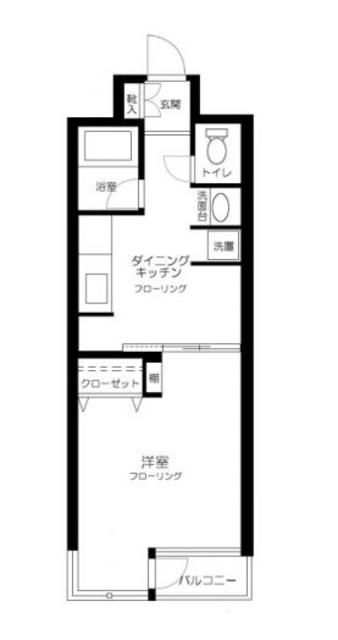 靴入
玄関
トイレ
浴室
洗面台
洗置
ダイニング
キッチン
フローリング
クローゼット
棚
洋室
フローリング
バルコニー